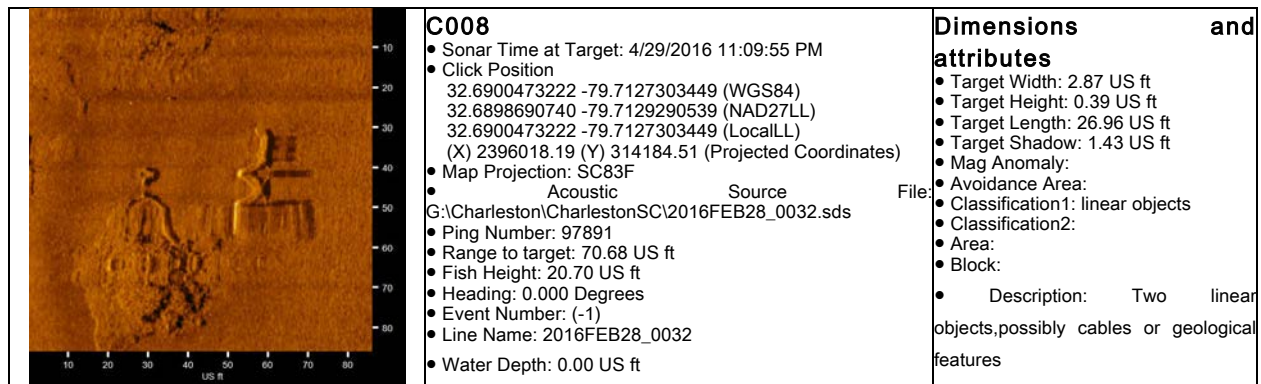 10
20
30
40
50
60
70
80
10 20 30 40 50 60 70 80
US ft
C008
● Sonar Time at Target: 4/29/2016 11:09:55 PM
● Click Position
32.6900473222 -79.7127303449 (WGS84)
32.6898690740 -79.7129290539 (NAD27LL)
32.6900473222 -79.7127303449 (LocalLL)
(X) 2396018.19 (Y) 314184.51 (Projected Coordinates)
● Map Projection: SC83F
● Acoustic Source File:
G:\Charleston\CharlestonSC\2016FEB28_0032.sds
● Ping Number: 97891
● Range to target: 70.68 US ft
● Fish Height: 20.70 US ft
● Heading: 0.000 Degrees
● Event Number: (-1)
● Line Name: 2016FEB28_0032
● Water Depth: 0.00 US ft
Dimensions and
attributes
● Target Width: 2.87 US ft
● Target Height: 0.39 US ft
● Target Length: 26.96 US ft
● Target Shadow: 1.43 US ft
● Mag Anomaly:
● Avoidance Area:
● Classification1: linear objects
● Classification2:
● Area:
● Block:
● Description: Two linear
objects,possibly cables or geological
features